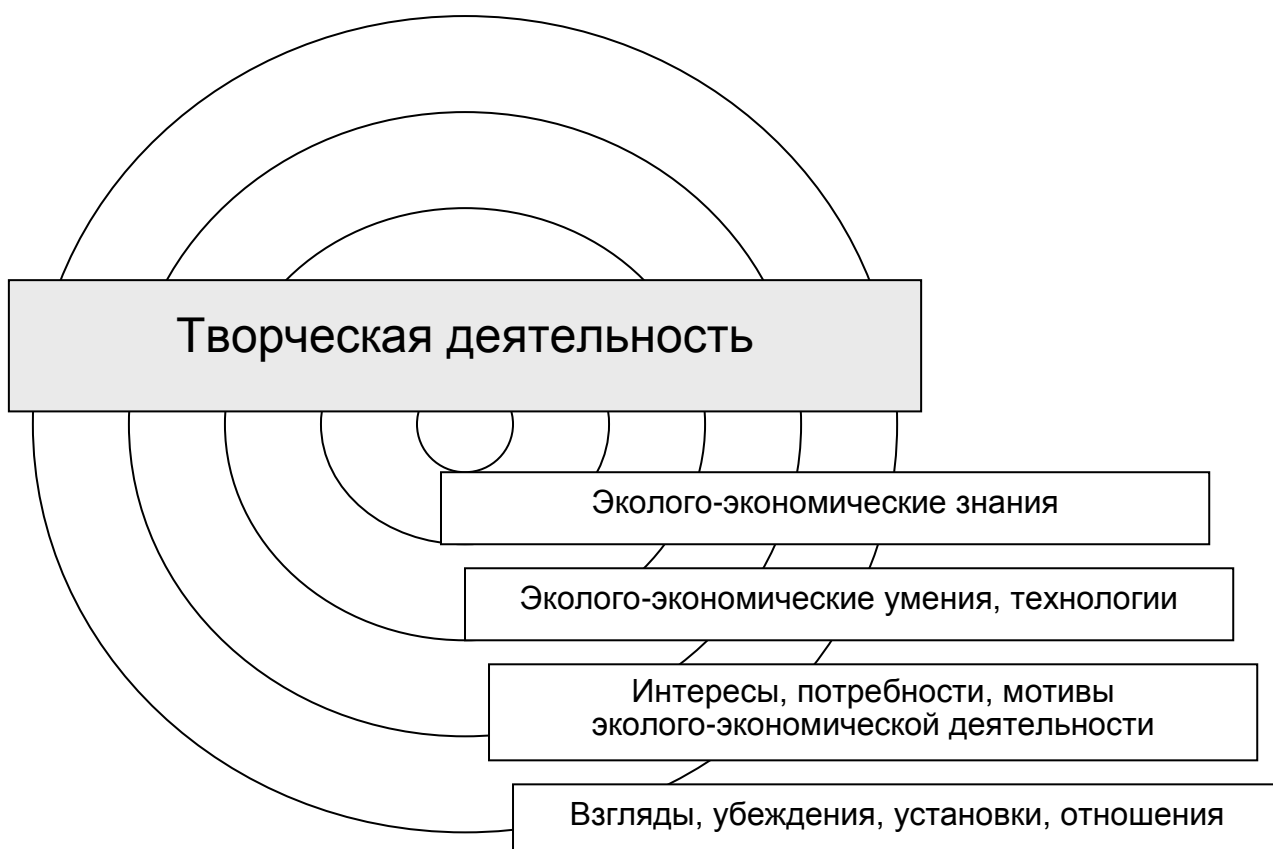 Творческая деятельность
Эколого-экономические знания
Эколого-экономические умения, технологии
Интересы, потребности, мотивы
эколого-экономической деятельности
Взгляды, убеждения, установки, отношения